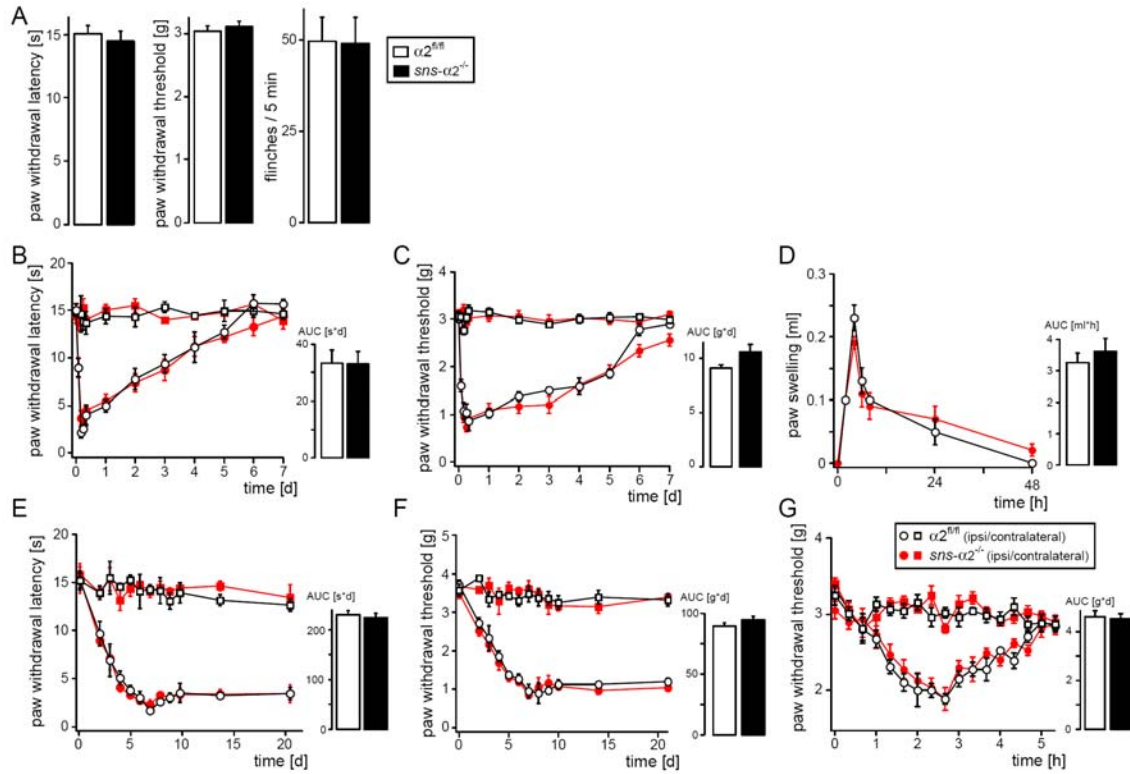 A
paw withdrawal latency [s]
15
10
5
0
paw withdrawal threshold [g]
3
2
1
0
flinches / 5 min
50
25
0
α2fl/fl
sns-α2-/-
B
paw withdrawal latency [s]
20
15
10
5
0
0 1 2 3 4 5 6 7
time [d]
AUC [s*d]
40
30
20
10
0
C
paw withdrawal threshold [g]
4
3
2
1
0
0 1 2 3 4 5 6 7
time [d]
AUC [g*d]
10
5
0
D
paw swelling [ml]
0.3
0.2
0.1
0
0 24 48
time [h]
AUC [ml*h]
4
3
2
1
0
E
paw withdrawal latency [s]
20
15
10
5
0
0 5 10 15 20
time [d]
AUC [s*d]
200
100
0
F
paw withdrawal threshold [g]
5
4
3
2
1
0
0 5 10 15 20
time [d]
AUC [g*d]
100
50
0
G
paw withdrawal threshold [g]
4
3
2
0 1 2 3 4 5
time [h]
α2fl/fl (ipsi/contralateral)
sns-α2-/- (ipsi/contralateral)
AUC [g*d]
4
2
0